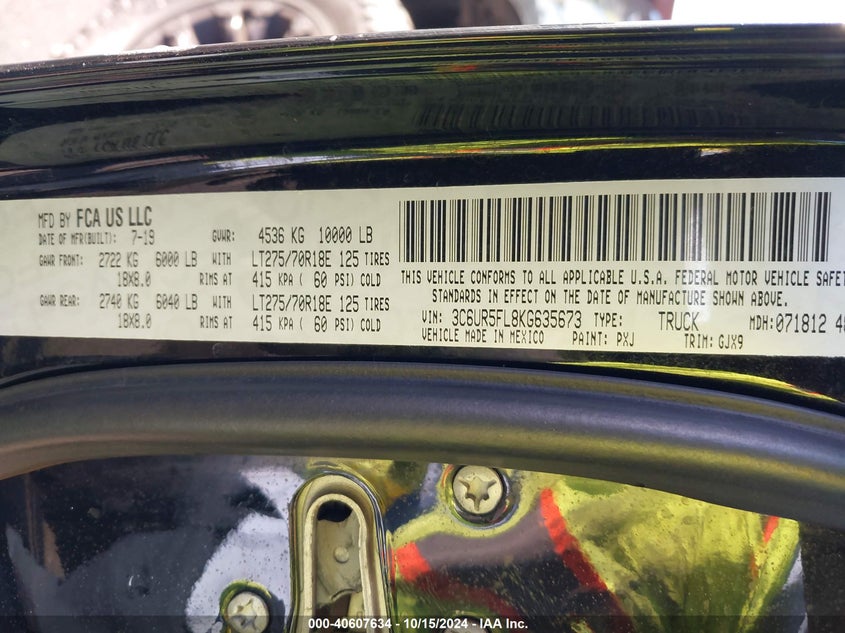 MFD BY FCA US LLC
DATE OF MFR(BUILT): 7-19 GVWR: 4536 KG 10000 LB
GAWR FRONT: 2722 KG 6000 LB WITH LT275/70R18E 125 TIRES
18X8.0 RIMS AT 415 KPA ( 60 PSI) COLD
GAWR REAR: 2740 KG 6040 LB WITH LT275/70R18E 125 TIRES
18X8.0 RIMS AT 415 KPA ( 60 PSI) COLD
THIS VEHICLE CONFORMS TO ALL APPLICABLE U.S.A. FEDERAL MOTOR VEHICLE SAFET
STANDARDS IN EFFECT ON THE DATE OF MANUFACTURE SHOWN ABOVE.
VIN: 3C6UR5FL8KG635673 TYPE: TRUCK MDH:071812 40
VEHICLE MADE IN MEXICO PAINT: PXJ TRIM: GJX9
000-40607634 - 10/15/2024 - IAA Inc.